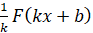 1/k F(kx + b)